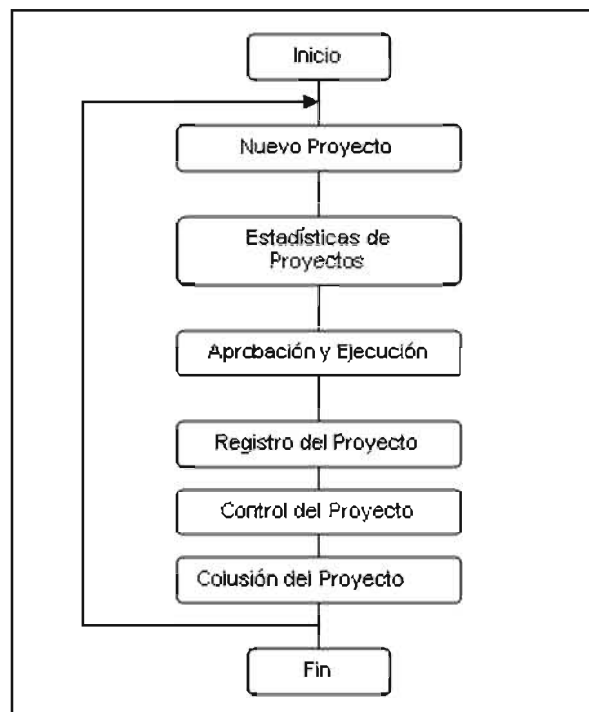 Inicio
Nuevo Proyecto
Estadísticas de
Proyectos
Aprobación y Ejecución
Registro del Proyecto
Control del Proyecto
Colusión del Proyecto
Fin